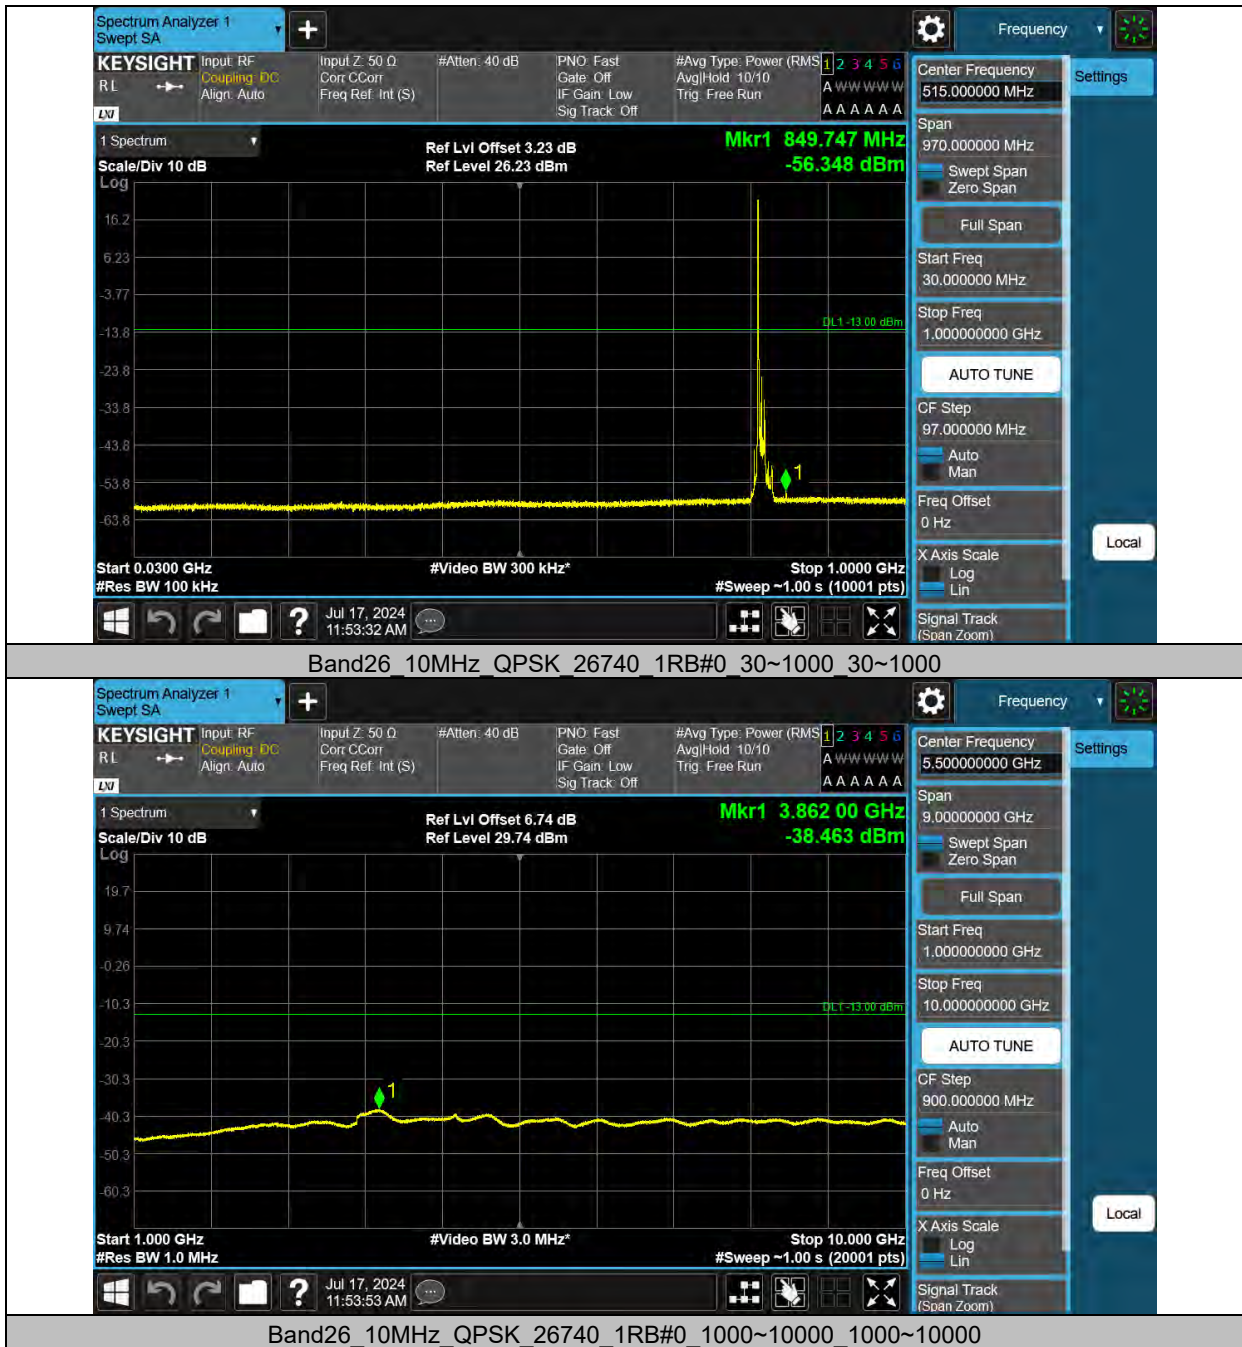 Spectrum Analyzer 1
Swept SA
+
Frequency
KEYSIGHT
R L
LXI
Input: RF
Coupling: DC
Align: Auto
Input Z: 50 Ω
Corr CCorr
Freq Ref: Int (S)
#Atten: 40 dB
PNO: Fast
Gate: Off
IF Gain: Low
Sig Track: Off
#Avg Type: Power (RMS
Avg|Hold: 10/10
Trig: Free Run
1 2 3 4 5 6
A W W W W W
A A A A A A
Center Frequency
515.000000 MHz
Settings
1 Spectrum
Scale/Div 10 dB
Log
Ref Lvl Offset 3.23 dB
Ref Level 26.23 dBm
Mkr1 849.747 MHz
-56.348 dBm
Span
970.000000 MHz
Swept Span
Zero Span
Full Span
Start Freq
30.000000 MHz
Stop Freq
1.000000000 GHz
AUTO TUNE
CF Step
97.000000 MHz
Auto
Man
Freq Offset
0 Hz
X Axis Scale
Log
Lin
Signal Track
(Span Zoom)
Local
16.2
6.23
-3.77
-13.8
-23.8
-33.8
-43.8
-53.8
-63.8
DL1 -13.00 dBm
1
Start 0.0300 GHz
#Res BW 100 kHz
#Video BW 300 kHz*
Stop 1.0000 GHz
#Sweep ~1.00 s (10001 pts)
?
Jul 17, 2024
11:53:32 AM
Band26_10MHz_QPSK_26740_1RB#0_30~1000_30~1000
Spectrum Analyzer 1
Swept SA
+
Frequency
KEYSIGHT
R L
LXI
Input: RF
Coupling: DC
Align: Auto
Input Z: 50 Ω
Corr CCorr
Freq Ref: Int (S)
#Atten: 40 dB
PNO: Fast
Gate: Off
IF Gain: Low
Sig Track: Off
#Avg Type: Power (RMS
Avg|Hold: 10/10
Trig: Free Run
1 2 3 4 5 6
A W W W W W
A A A A A A
Center Frequency
5.500000000 GHz
Settings
1 Spectrum
Scale/Div 10 dB
Log
Ref Lvl Offset 6.74 dB
Ref Level 29.74 dBm
Mkr1 3.862 00 GHz
-38.463 dBm
Span
9.00000000 GHz
Swept Span
Zero Span
Full Span
Start Freq
1.000000000 GHz
Stop Freq
10.000000000 GHz
AUTO TUNE
CF Step
900.000000 MHz
Auto
Man
Freq Offset
0 Hz
X Axis Scale
Log
Lin
Signal Track
(Span Zoom)
Local
19.7
9.74
-0.26
-10.3
-20.3
-30.3
-40.3
-50.3
-60.3
DL1 -13.00 dBm
1
Start 1.000 GHz
#Res BW 1.0 MHz
#Video BW 3.0 MHz*
Stop 10.000 GHz
#Sweep ~1.00 s (20001 pts)
?
Jul 17, 2024
11:53:53 AM
Band26_10MHz_QPSK_26740_1RB#0_1000~10000_1000~10000